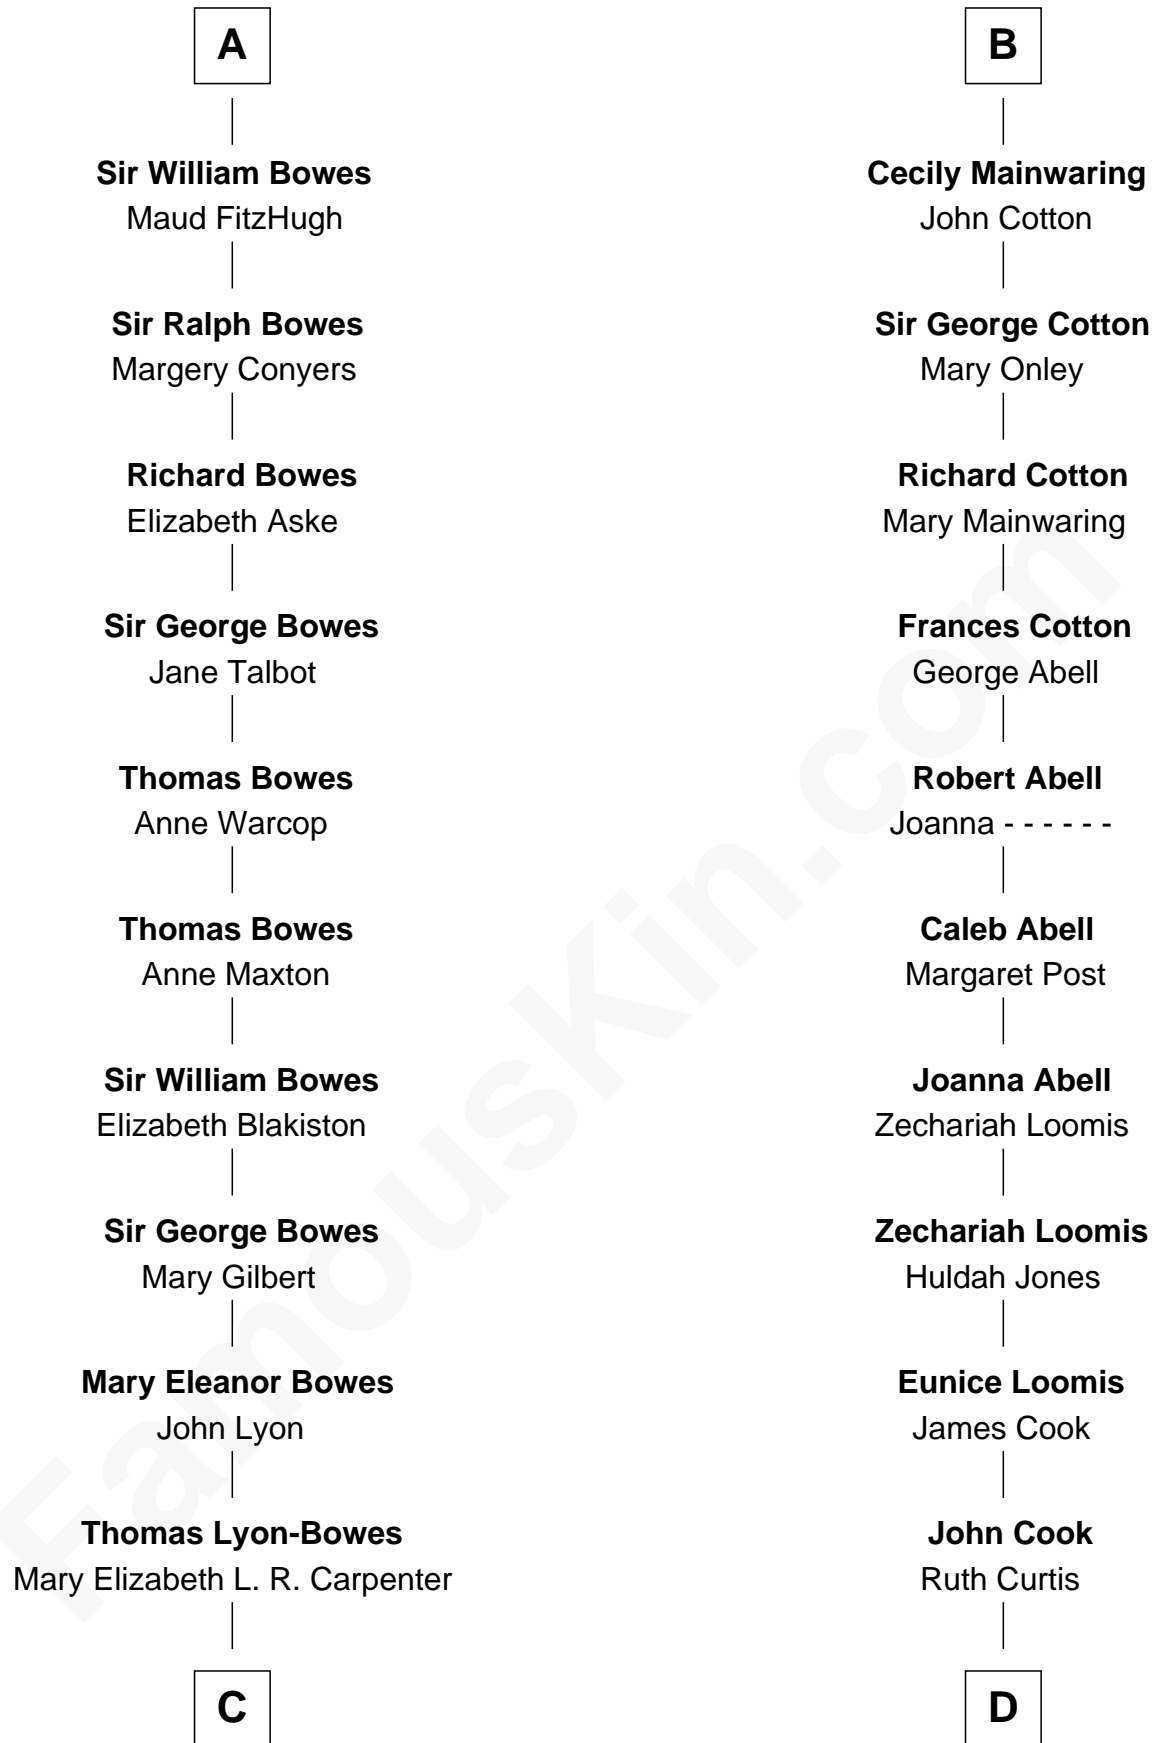 A
Sir William Bowes
Maud FitzHugh
Sir Ralph Bowes
Margery Conyers
Richard Bowes
Elizabeth Aske
Sir George Bowes
Jane Talbot
Thomas Bowes
Anne Warcop
Thomas Bowes
Anne Maxton
Sir William Bowes
Elizabeth Blakiston
Sir George Bowes
Mary Gilbert
Mary Eleanor Bowes
John Lyon
Thomas Lyon-Bowes
Mary Elizabeth L. R. Carpenter
C
B
Cecily Mainwaring
John Cotton
Sir George Cotton
Mary Onley
Richard Cotton
Mary Mainwaring
Frances Cotton
George Abell
Robert Abell
Joanna - - - - - -
Caleb Abell
Margaret Post
Joanna Abell
Zechariah Loomis
Zechariah Loomis
Huldah Jones
Eunice Loomis
James Cook
John Cook
Ruth Curtis
D
FamousKin.com